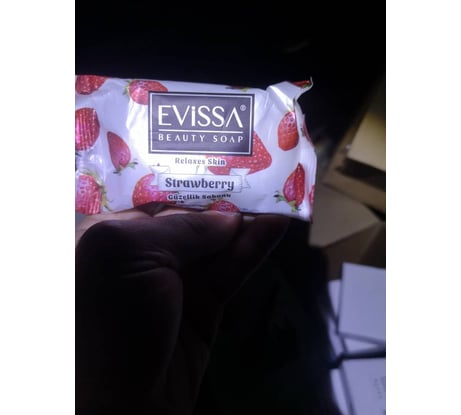 EVISSA®
BEAUTY SOAP
Relaxes Skin
Strawberry
Güzellik Sabunu